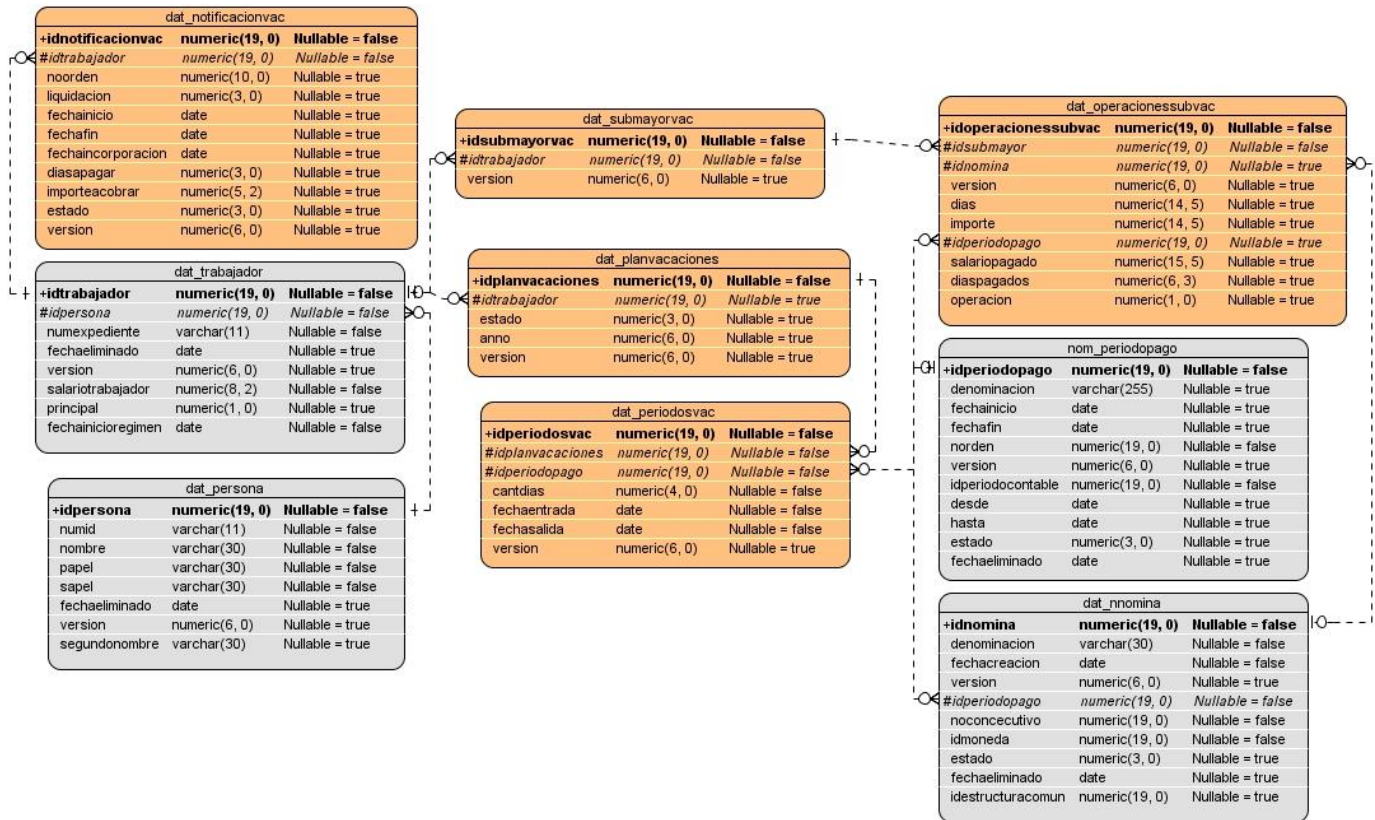 dat_notificacionvac
+idnotificacionvac numeric(19, 0) Nullable = false
#idtrabajador numeric(19, 0) Nullable = false
noorden numeric(10, 0) Nullable = true
liquidacion numeric(3, 0) Nullable = true
fechainicio date Nullable = true
fechafin date Nullable = true
fechaincorporacion date Nullable = true
diasapagar numeric(3, 0) Nullable = true
importeacobrar numeric(5, 2) Nullable = true
estado numeric(3, 0) Nullable = true
version numeric(6, 0) Nullable = true
dat_trabajador
+idtrabajador numeric(19, 0) Nullable = false
#idpersona numeric(19, 0) Nullable = false
numexpediente varchar(11) Nullable = false
fechaeliminado date Nullable = true
version numeric(6, 0) Nullable = true
salariotrabajador numeric(8, 2) Nullable = false
principal numeric(1, 0) Nullable = true
fechainicioregimen date Nullable = false
dat_persona
+idpersona numeric(19, 0) Nullable = false
numid varchar(11) Nullable = false
nombre varchar(30) Nullable = false
papel varchar(30) Nullable = false
sapel varchar(30) Nullable = false
fechaeliminado date Nullable = true
version numeric(6, 0) Nullable = true
segundonombre varchar(30) Nullable = true
dat_submayorvac
+idsubmayorvac numeric(19, 0) Nullable = false
#idtrabajador numeric(19, 0) Nullable = false
version numeric(6, 0) Nullable = true
dat_planvacaciones
+idplanvacaciones numeric(19, 0) Nullable = false
#idtrabajador numeric(19, 0) Nullable = true
estado numeric(3, 0) Nullable = true
anno numeric(6, 0) Nullable = true
version numeric(6, 0) Nullable = true
dat_periodosvac
+idperiodosvac numeric(19, 0) Nullable = false
#idplanvacaciones numeric(19, 0) Nullable = false
#idperiodopago numeric(19, 0) Nullable = false
cantdias numeric(4, 0) Nullable = false
fechaentrada date Nullable = false
fechasalida date Nullable = false
version numeric(6, 0) Nullable = true
dat_operacionessubvac
+idoperacionessubvac numeric(19, 0) Nullable = false
#idsubmayor numeric(19, 0) Nullable = false
#idnomina numeric(19, 0) Nullable = true
version numeric(6, 0) Nullable = true
dias numeric(14, 5) Nullable = true
importe numeric(14, 5) Nullable = true
#idperiodopago numeric(19, 0) Nullable = true
salariopagado numeric(15, 5) Nullable = true
diaspagados numeric(6, 3) Nullable = true
operacion numeric(1, 0) Nullable = true
nom_periodopago
+idperiodopago numeric(19, 0) Nullable = false
denominacion varchar(255) Nullable = true
fechainicio date Nullable = true
fechafin date Nullable = true
norden numeric(19, 0) Nullable = false
version numeric(6, 0) Nullable = true
idperiodocontable numeric(19, 0) Nullable = false
desde date Nullable = true
hasta date Nullable = true
estado numeric(3, 0) Nullable = true
fechaeliminado date Nullable = true
dat_nnomina
+idnomina numeric(19, 0) Nullable = false
denominacion varchar(30) Nullable = false
fechacreacion date Nullable = false
version numeric(6, 0) Nullable = true
#idperiodopago numeric(19, 0) Nullable = false
noconcecutivo numeric(19, 0) Nullable = false
idmoneda numeric(19, 0) Nullable = false
estado numeric(3, 0) Nullable = true
fechaeliminado date Nullable = true
idestructuracomun numeric(19, 0) Nullable = true